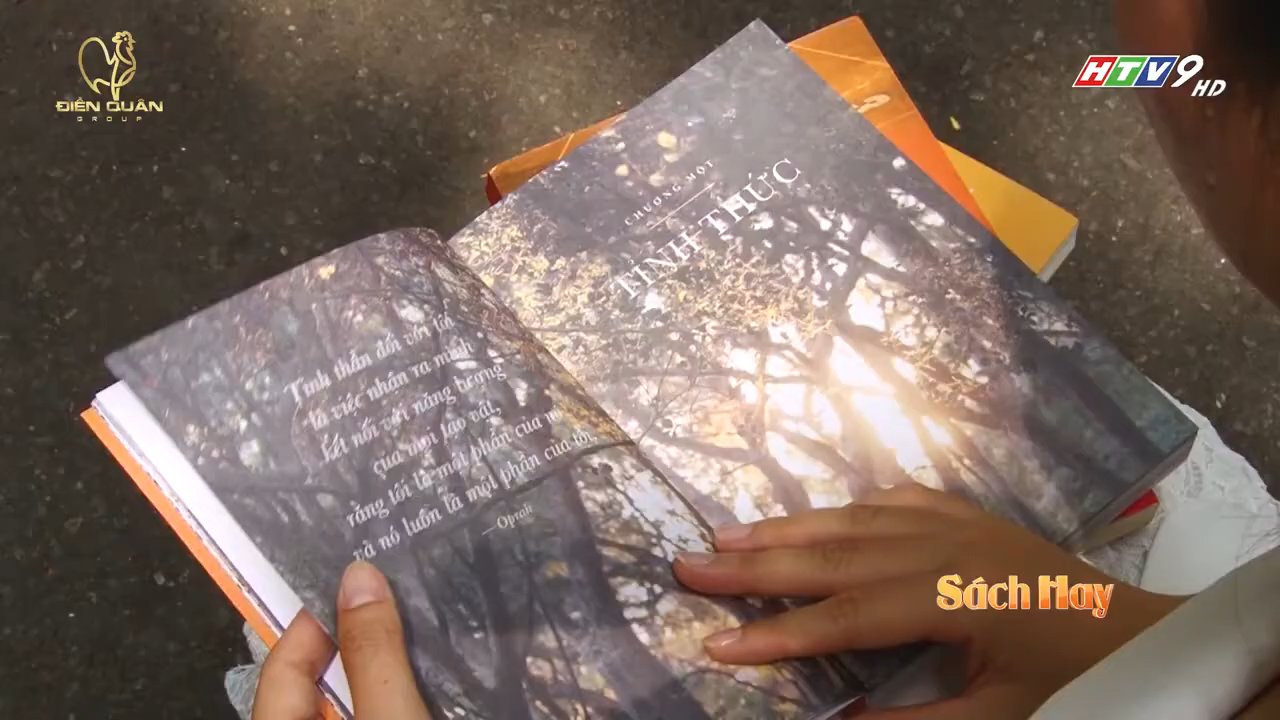 ĐIỀN QUÂN
GROUP
HTV9
HD
CHƯƠNG MỘT
TỈNH THỨC
Tinh thần đối với tôi
là việc nhận ra mình
kết nối với năng lượng
của mọi tạo vật,
rằng tôi là một phần của
và nó luôn là một phần của tôi.
—Oprah
Sách Hay